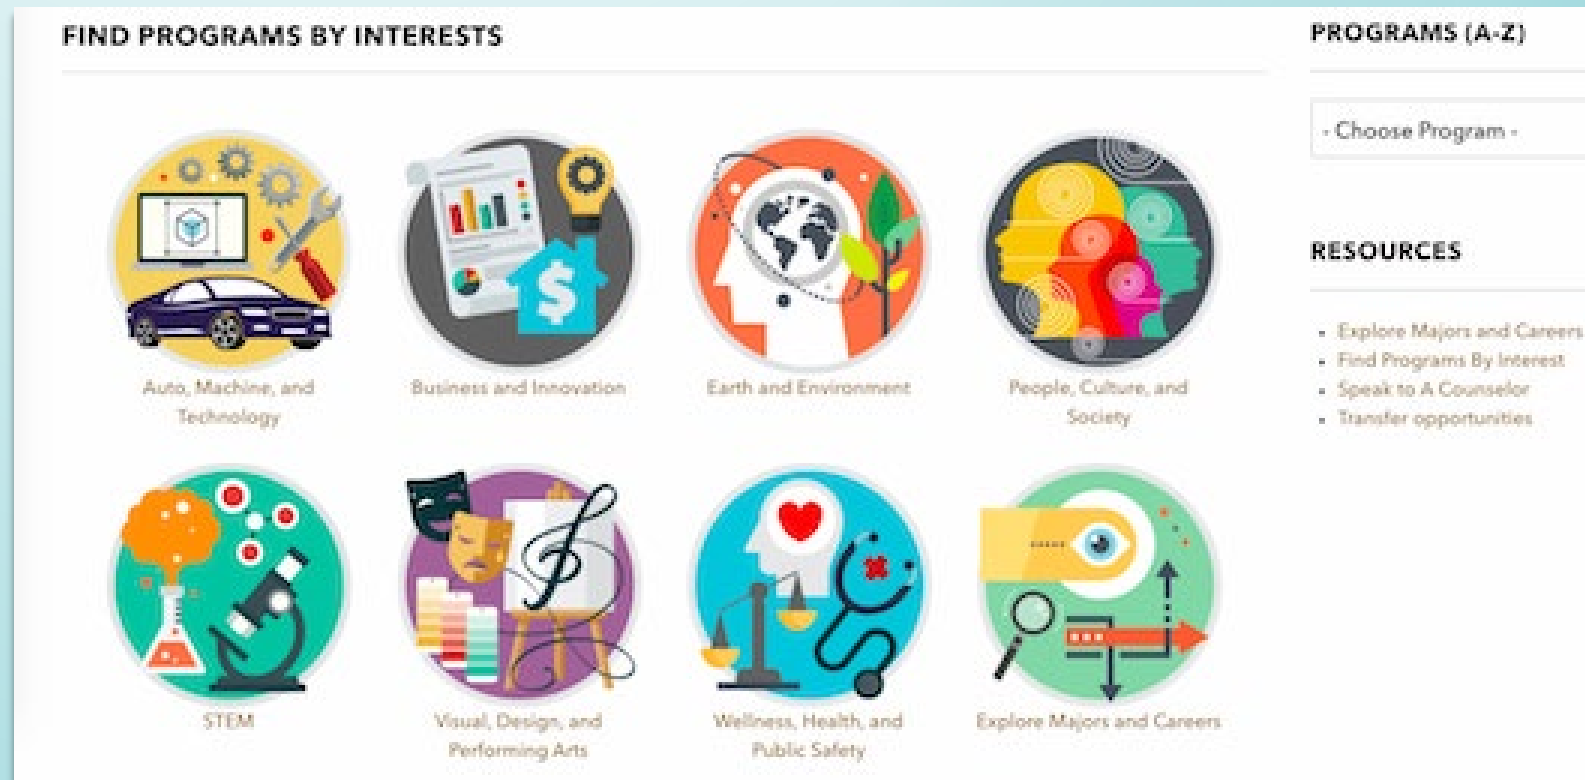 FIND PROGRAMS BY INTERESTS
Auto, Machine, and
Technology
Business and Innovation
Earth and Environment
People, Culture, and
Society
STEM
Visual, Design, and
Performing Arts
Wellness, Health, and
Public Safety
Explore Majors and Careers
PROGRAMS (A-Z)
- Choose Program -
RESOURCES
• Explore Majors and Careers
• Find Programs By Interest
• Speak to A Counselor
• Transfer opportunities